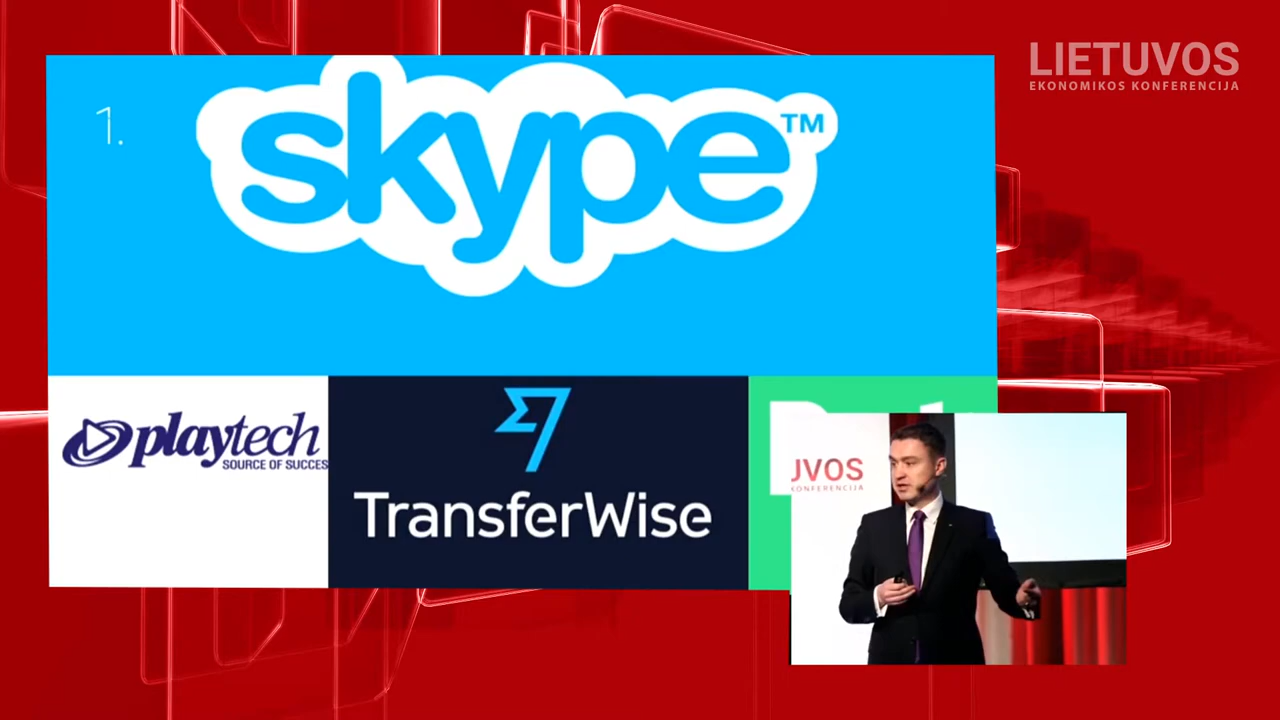 LIETUVOS
EKONOMIKOS KONFERENCIJA
1.
skype™
playtech
SOURCE OF SUCCES
TransferWise
JVOS
KONFERENCIJA